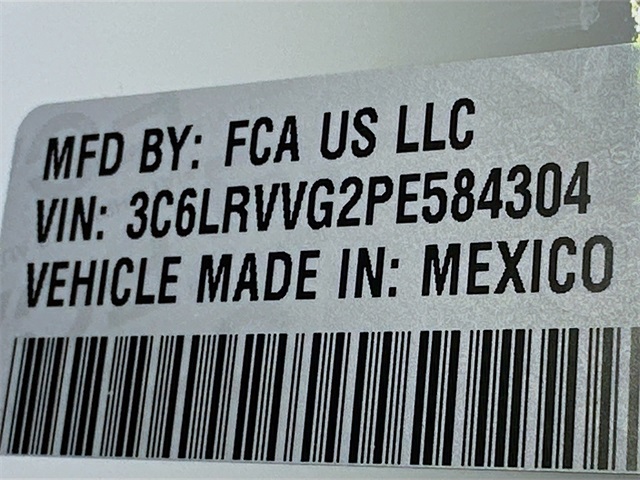 MFD BY: FCA US LLC
VIN: 3C6LRVVG2PE584304
VEHICLE MADE IN: MEXICO